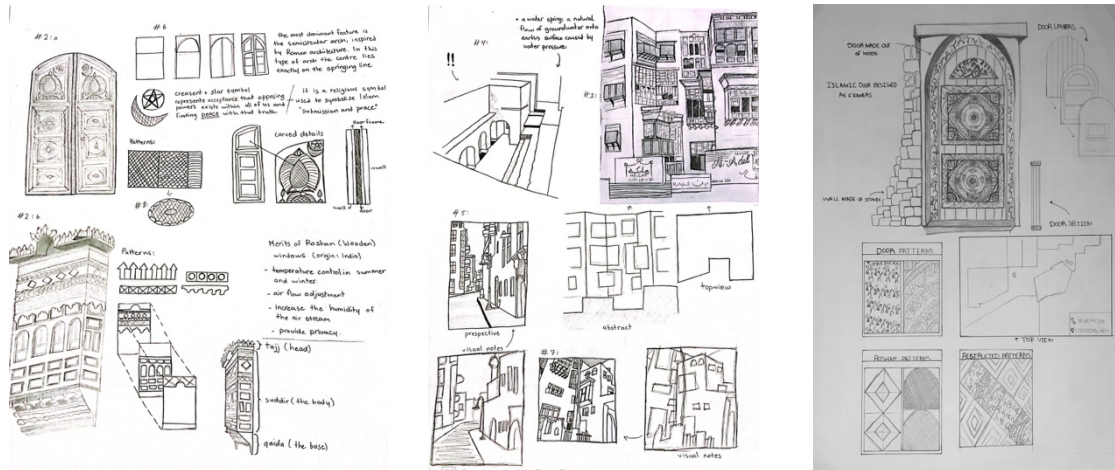 #2:a
#6
the most dominant feature is
the semicircular arch, inspired
by Roman architecture. In this
type of arch the centre lies
exactly on the springing line.
crescent + star symbol
represents acceptance that opposing
powers exists within all of us and
finding peace with that truth.
it is a religious symbol
used to symbolize Islam
"submission and peace"
Patterns:
carved details
door frame
wall
door
#8:
#2:b
Patterns:
Merits of Roshan (Wooden)
windows (origin: India)
- temperature control in summer
and winter.
- air flow adjustment
- increase the humidity of
the air stream
- provide privacy.
tajj (head)
suddir (the body)
qaida (the base)
#4:
!!
+ a water spring: a natural
flow of groundwater onto
earths surface caused by
water pressure
#3:
#5:
prespective
visual notes
abstract
topview
#7:
visual notes
DOOR MADE OUT
OF WOODS
DOOR LAYERS
ISLAMIC DOOR DESIGNED
AS FLOWERS
WALL MADE OF STONES
DOOR SECTION
DOOR PATTERNS
TOP VIEW
ROSHAN PATTERNS
ABSTRACTED PATTERNS